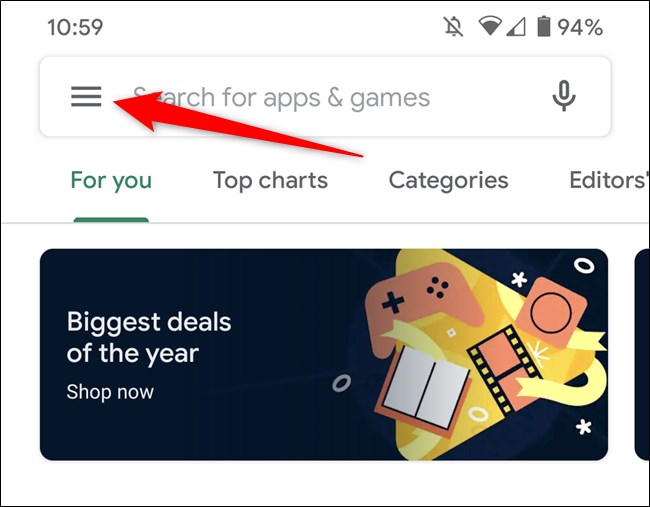 10:59
94%
Search for apps & games
For you
Top charts
Categories
Editors'
Biggest deals
of the year
Shop now